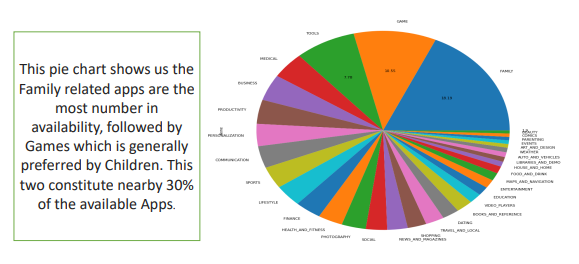 This pie chart shows us the
Family related apps are the
most number in
availability, followed by
Games which is generally
preferred by Children. This
two constitute nearby 30%
of the available Apps.
GAME
TOOLS
FAMILY
MEDICAL
BUSINESS
PRODUCTIVITY
PERSONALIZATION
COMMUNICATION
SPORTS
LIFESTYLE
FINANCE
HEALTH_AND_FITNESS
PHOTOGRAPHY
SOCIAL
NEWS_AND_MAGAZINES
SHOPPING
TRAVEL_AND_LOCAL
DATING
BOOKS_AND_REFERENCE
VIDEO_PLAYERS
EDUCATION
ENTERTAINMENT
MAPS_AND_NAVIGATION
FOOD_AND_DRINK
HOUSE_AND_HOME
LIBRARIES_AND_DEMO
AUTO_AND_VEHICLES
WEATHER
ART_AND_DESIGN
EVENTS
PARENTING
COMICS
BEAUTY